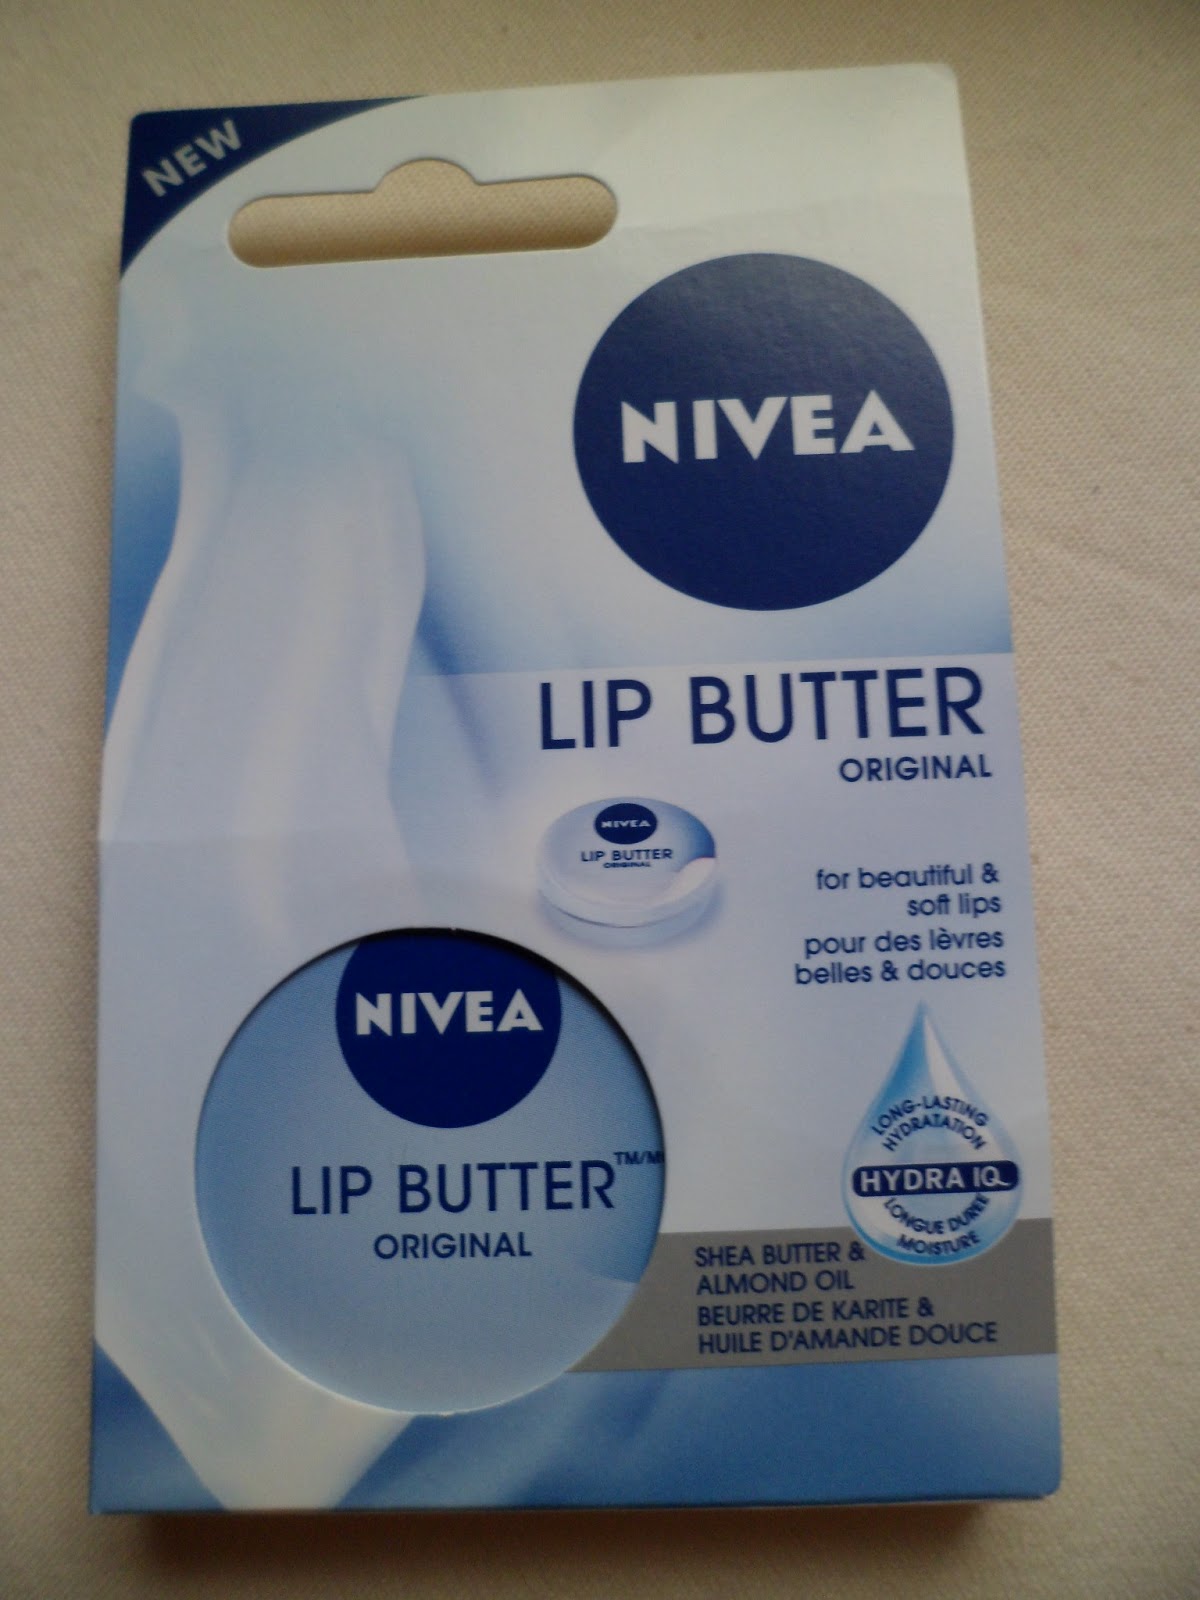 NEW
NIVEA
LIP BUTTER
ORIGINAL
NIVEA
LIP BUTTER
ORIGINAL
for beautiful &
soft lips
pour des lèvres
belles & douces
NIVEA
LIP BUTTER™/M
ORIGINAL
LONG-LASTING
HYDRATATION
HYDRA IQ
LONGUE DURÉE
MOISTURE
SHEA BUTTER &
ALMOND OIL
BEURRE DE KARITE &
HUILE D'AMANDE DOUCE